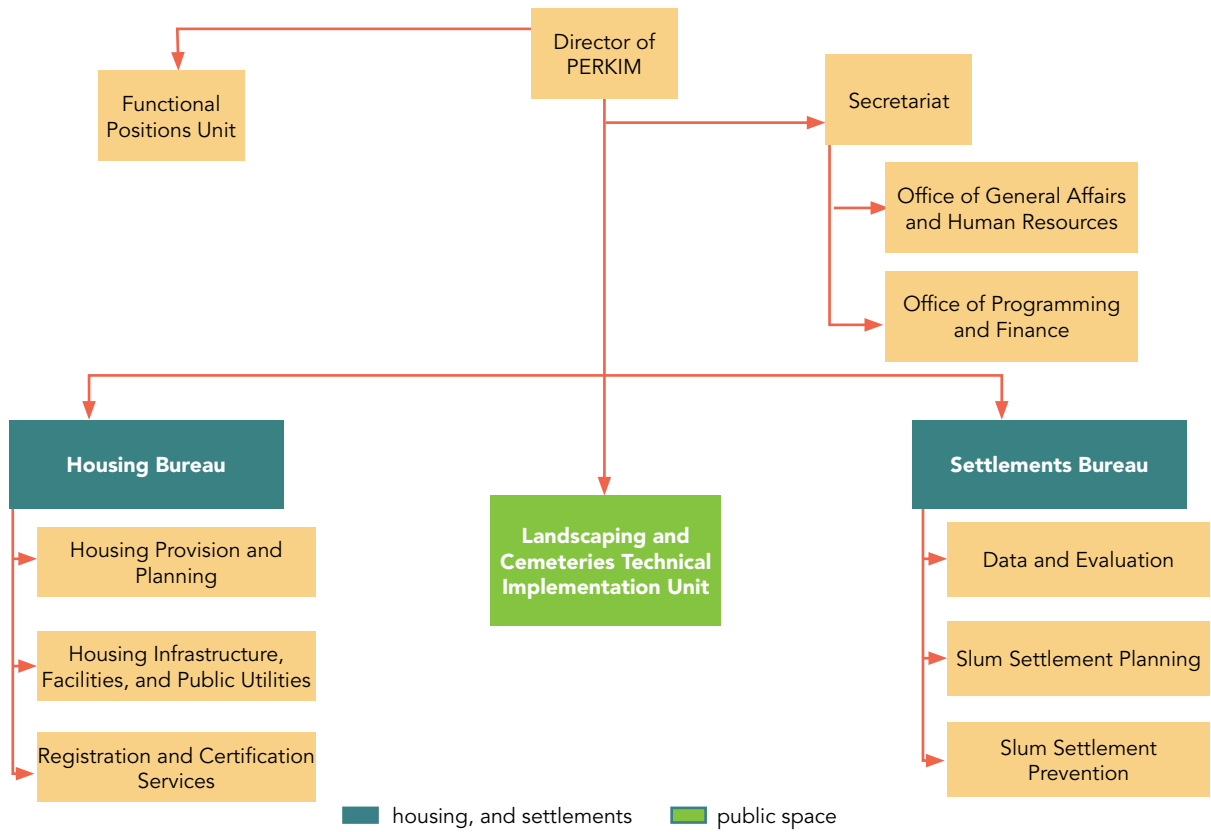 Director of
PERKIM
Functional
Positions Unit
Secretariat
Office of General Affairs
and Human Resources
Office of Programming
and Finance
Housing Bureau
Settlements Bureau
Landscaping and
Cemeteries Technical
Implementation Unit
Housing Provision and
Planning
Housing Infrastructure,
Facilities, and Public Utilities
Registration and Certification
Services
Data and Evaluation
Slum Settlement Planning
Slum Settlement
Prevention
housing, and settlements
public space